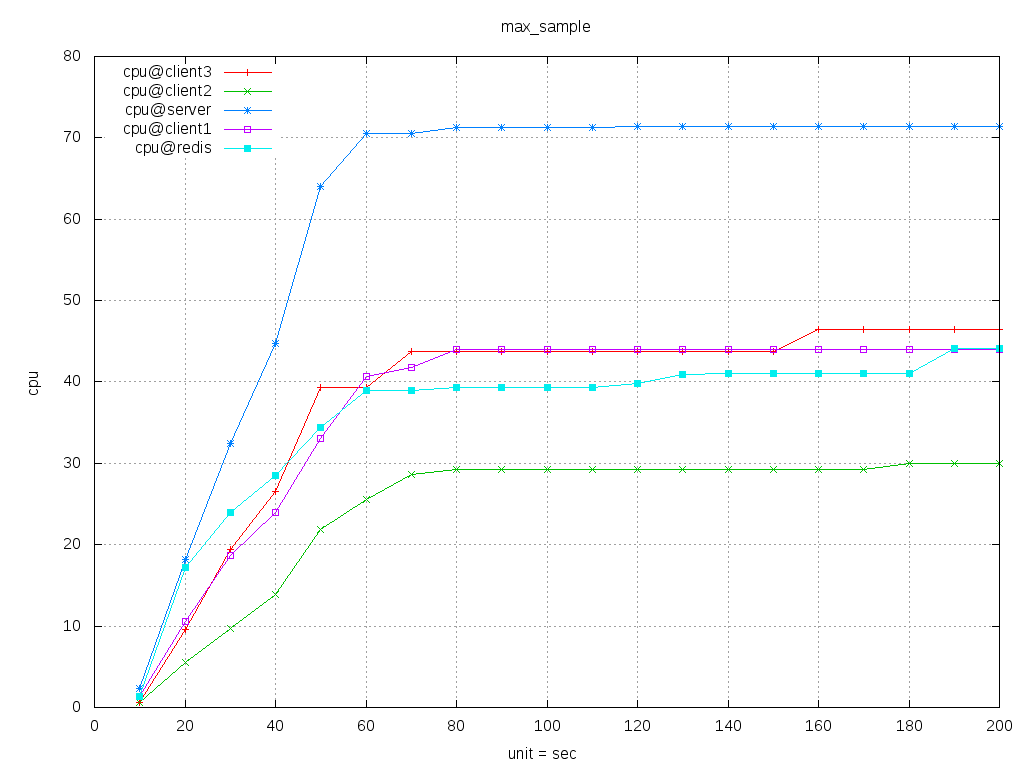 max_sample
80
70
60
50
40
30
20
10
0
cpu
cpu@client3
cpu@client2
cpu@server
cpu@client1
cpu@redis
0 20 40 60 80 100 120 140 160 180 200
unit = sec